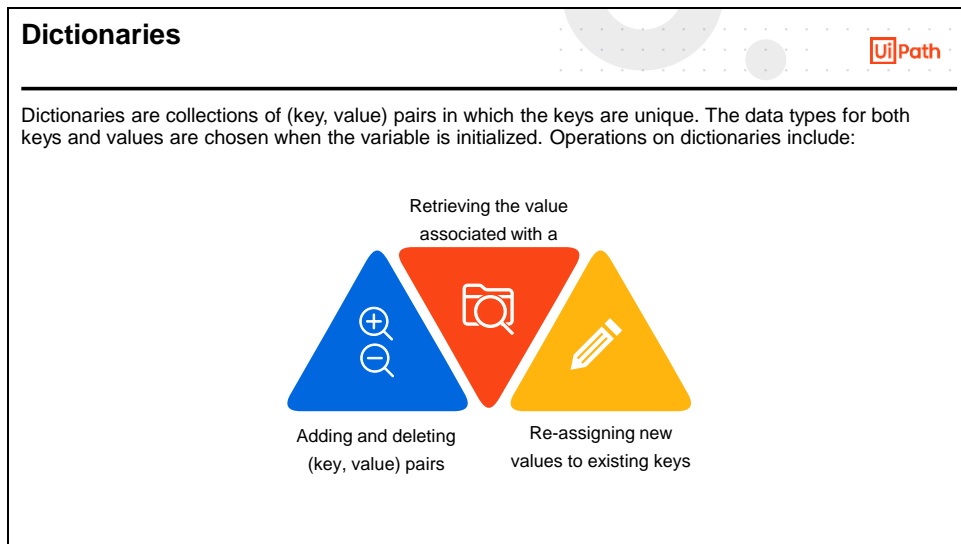 Dictionaries
UiPath
Dictionaries are collections of (key, value) pairs in which the keys are unique. The data types for both
keys and values are chosen when the variable is initialized. Operations on dictionaries include:
Retrieving the value
associated with a
Adding and deleting
(key, value) pairs
Re-assigning new
values to existing keys